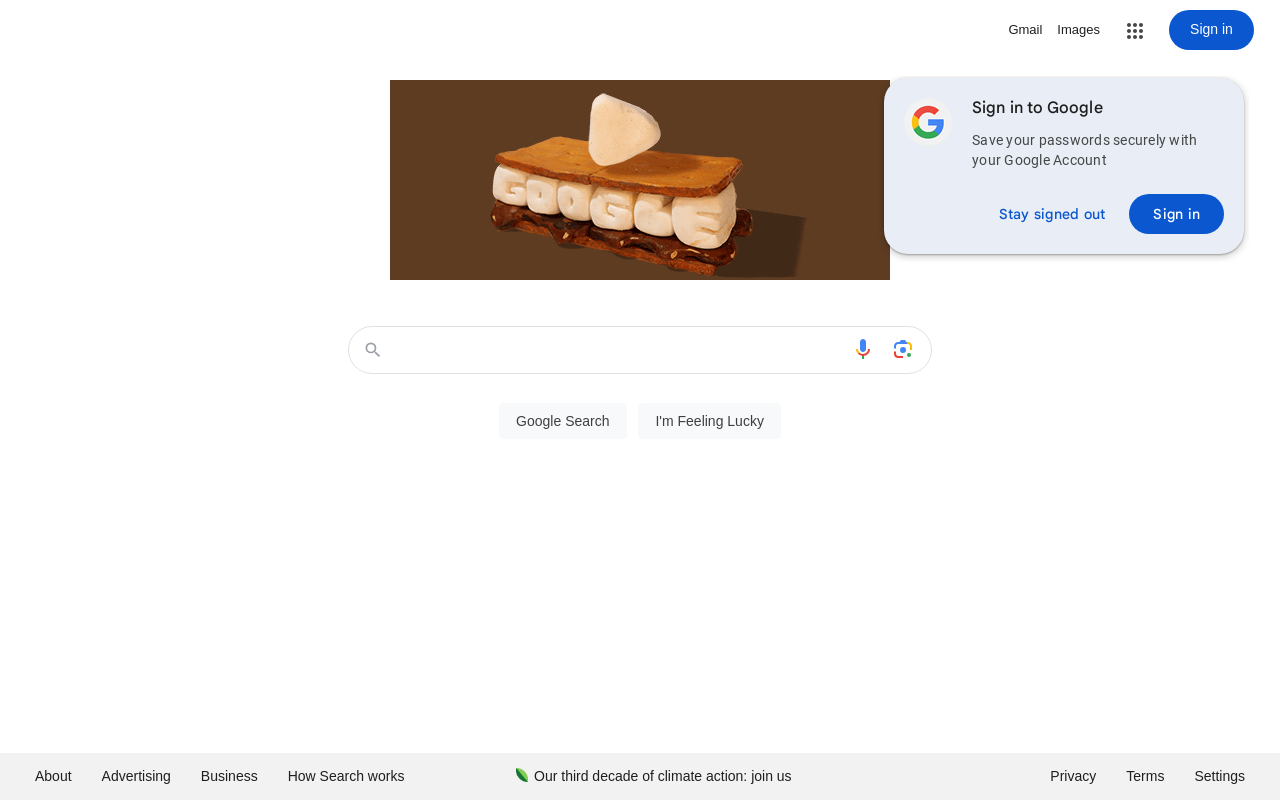 Gmail Images Sign in
GOOGLE
Sign in to Google
Save your passwords securely with
your Google Account
Stay signed out Sign in
Google Search I'm Feeling Lucky
About Advertising Business How Search works Our third decade of climate action: join us Privacy Terms Settings